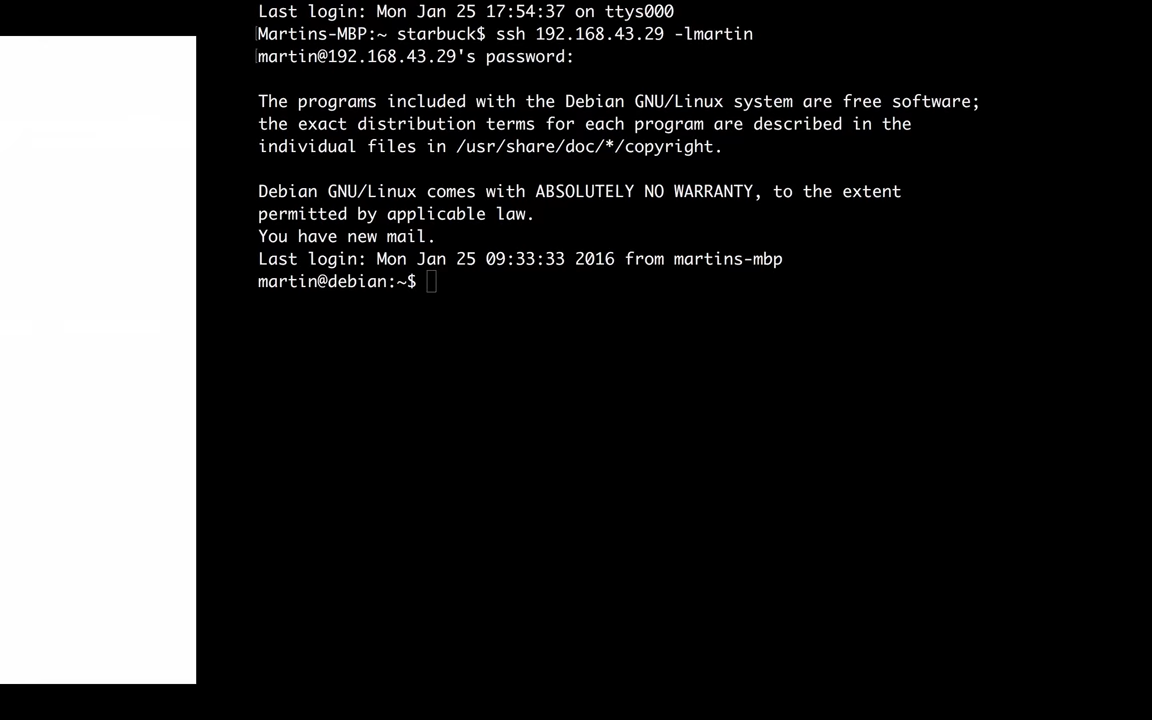 Last login: Mon Jan 25 17:54:37 on ttys000
Martins-MBP:~ starbuck$ ssh 192.168.43.29 -lmartin
martin@192.168.43.29's password:
The programs included with the Debian GNU/Linux system are free software;
the exact distribution terms for each program are described in the
individual files in /usr/share/doc/*/copyright.
Debian GNU/Linux comes with ABSOLUTELY NO WARRANTY, to the extent
permitted by applicable law.
You have new mail.
Last login: Mon Jan 25 09:33:33 2016 from martins-mbp
martin@debian:~$